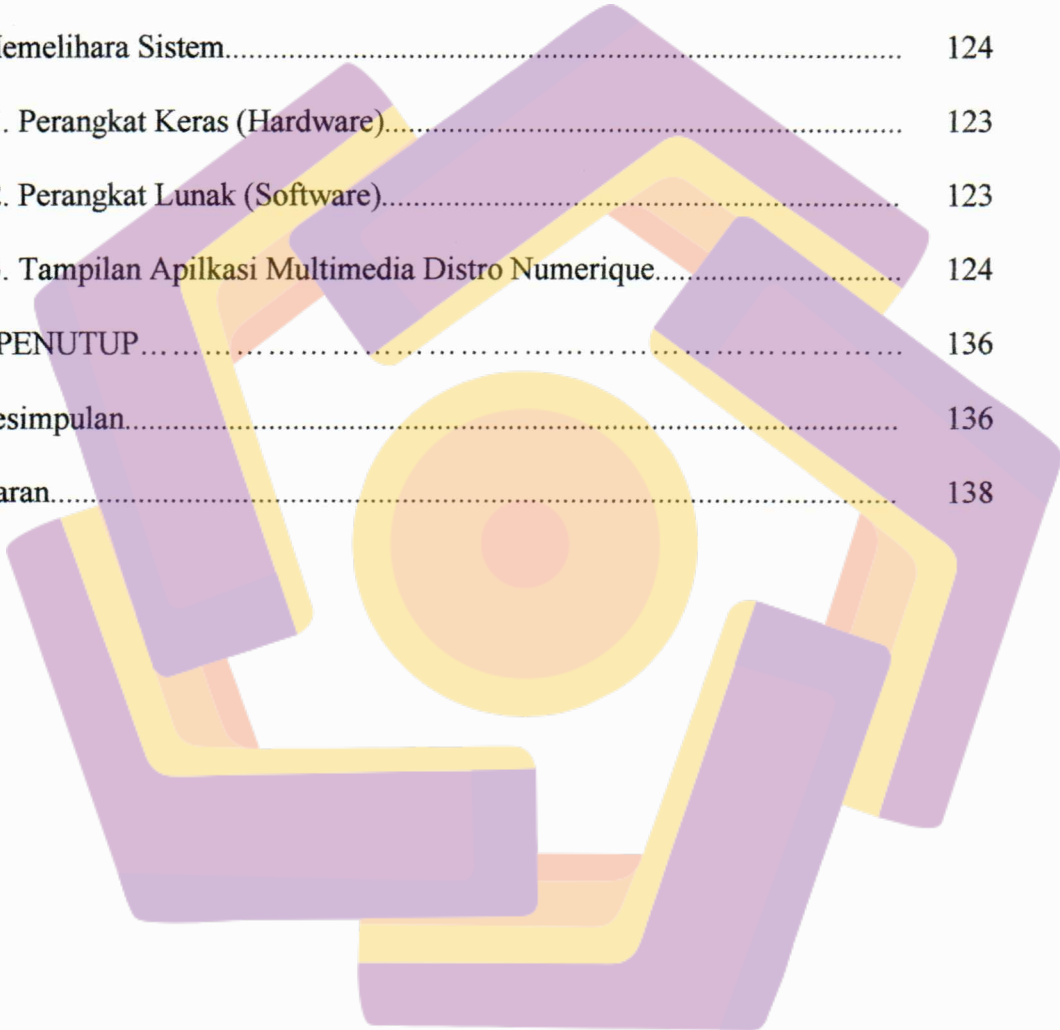 emelihara Sistem........................................................................ 124
. Perangkat Keras (Hardware)........................................................ 123
. Perangkat Lunak (Software)........................................................ 123
. Tampilan Apilkasi Multimedia Distro Numerique........................... 124
PENUTUP........................................................................ 136
esimpulan........................................................................ 136
aran........................................................................ 138